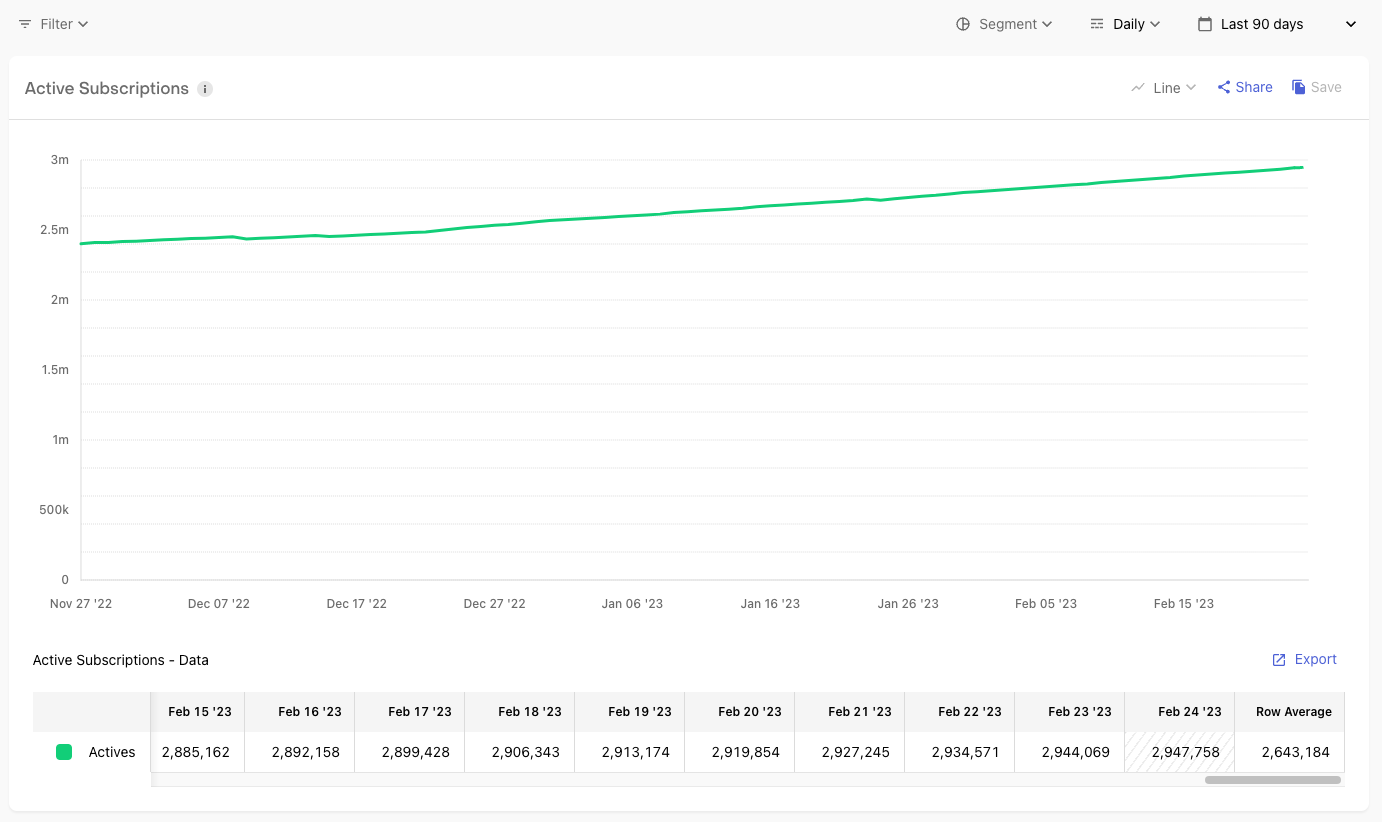 Filter Segment Daily Last 90 days
Active Subscriptions i Line Share Save
3m
2.5m
2m
1.5m
1m
500k
0
Nov 27 '22 Dec 07 '22 Dec 17 '22 Dec 27 '22 Jan 06 '23 Jan 16 '23 Jan 26 '23 Feb 05 '23 Feb 15 '23
Active Subscriptions - Data Export
Feb 15 '23 Feb 16 '23 Feb 17 '23 Feb 18 '23 Feb 19 '23 Feb 20 '23 Feb 21 '23 Feb 22 '23 Feb 23 '23 Feb 24 '23 Row Average
Actives 2,885,162 2,892,158 2,899,428 2,906,343 2,913,174 2,919,854 2,927,245 2,934,571 2,944,069 2,947,758 2,643,184